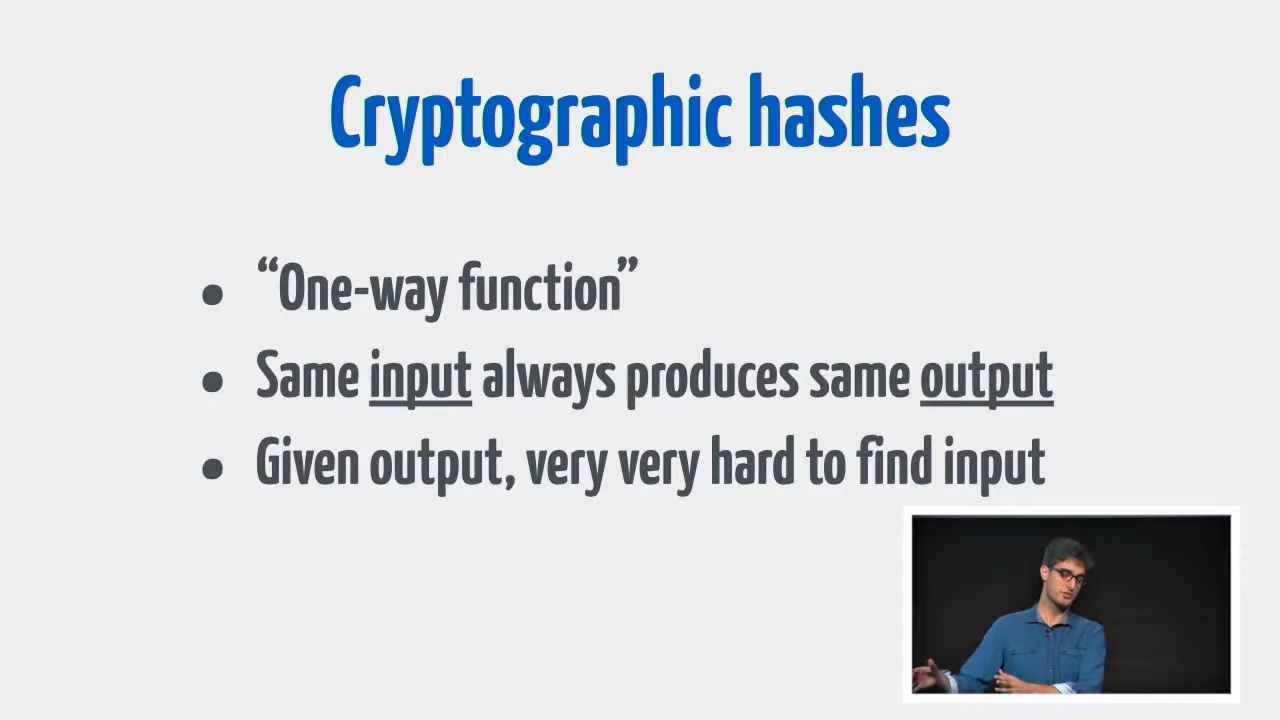 Cryptographic hashes
• “One-way function”
• Same input always produces same output
• Given output, very very hard to find input